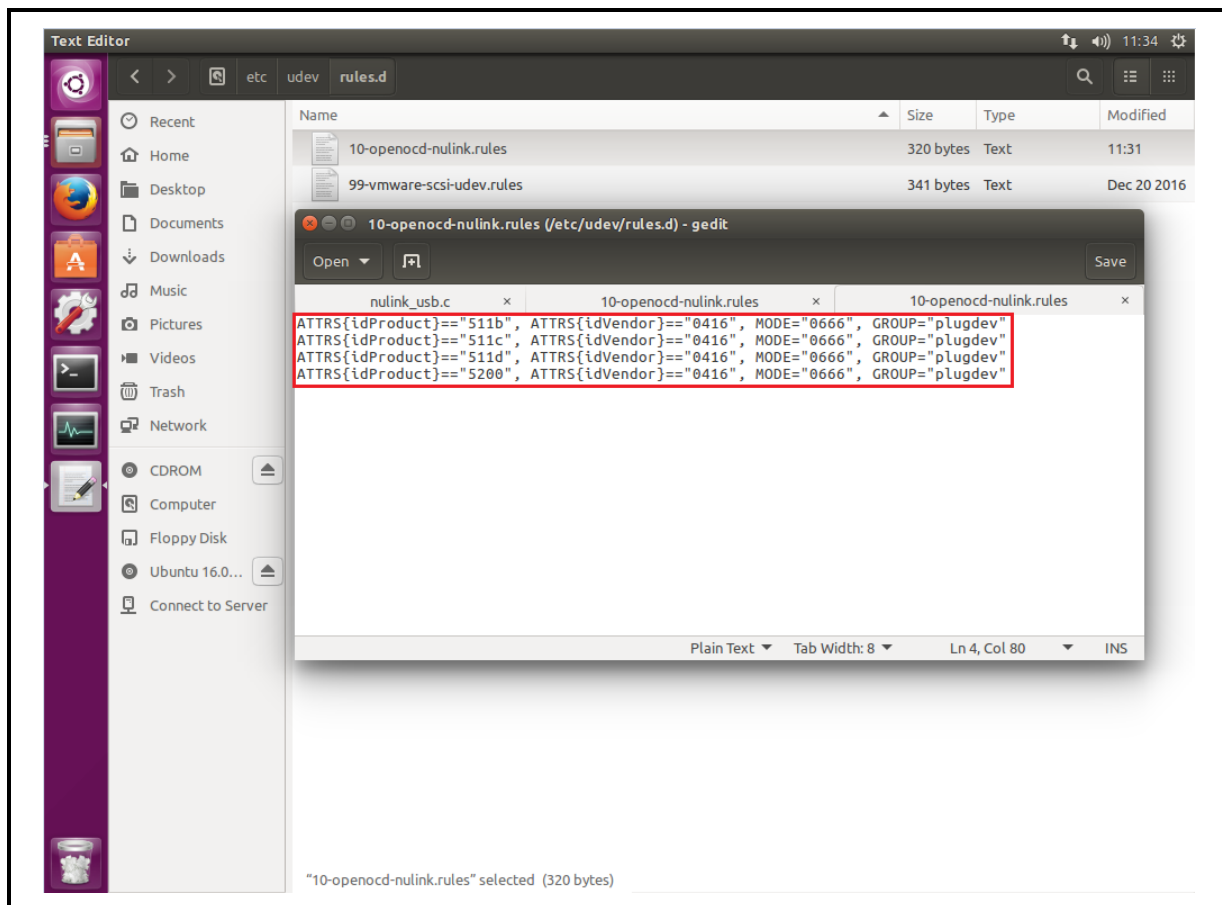 Text Editor
11:34
etc
udev
rules.d
Recent
Home
Desktop
Documents
Downloads
Music
Pictures
Videos
Trash
Network
CDROM
Computer
Floppy Disk
Ubuntu 16.0…
Connect to Server
Name Size Type Modified
10-openocd-nulink.rules 320 bytes Text 11:31
99-vmware-scsi-udev.rules 341 bytes Text Dec 20 2016
10-openocd-nulink.rules (/etc/udev/rules.d) - gedit
Open Save
nulink_usb.c × 10-openocd-nulink.rules × 10-openocd-nulink.rules ×
ATTRS{idProduct}=="511b", ATTRS{idVendor}=="0416", MODE="0666", GROUP="plugdev"
ATTRS{idProduct}=="511c", ATTRS{idVendor}=="0416", MODE="0666", GROUP="plugdev"
ATTRS{idProduct}=="511d", ATTRS{idVendor}=="0416", MODE="0666", GROUP="plugdev"
ATTRS{idProduct}=="5200", ATTRS{idVendor}=="0416", MODE="0666", GROUP="plugdev"
Plain Text Tab Width: 8 Ln 4, Col 80 INS
"10-openocd-nulink.rules" selected (320 bytes)